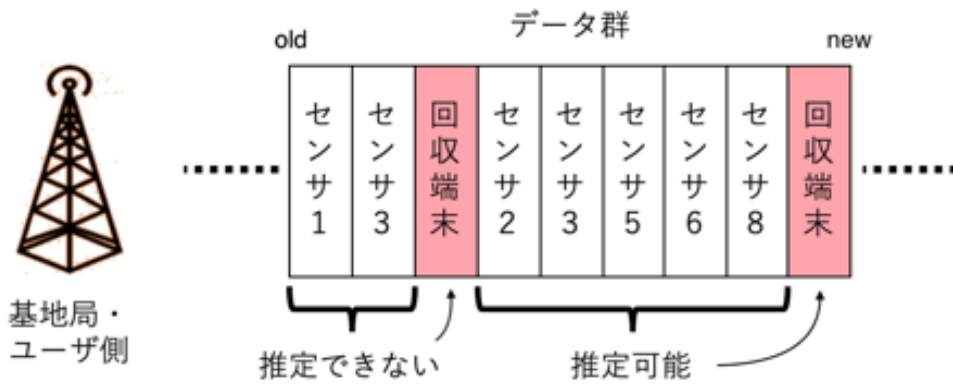 データ群
old
new
センサ1
センサ3
回収端末
センサ2
センサ3
センサ5
センサ6
センサ8
回収端末
基地局・
ユーザ側
推定できない
推定可能